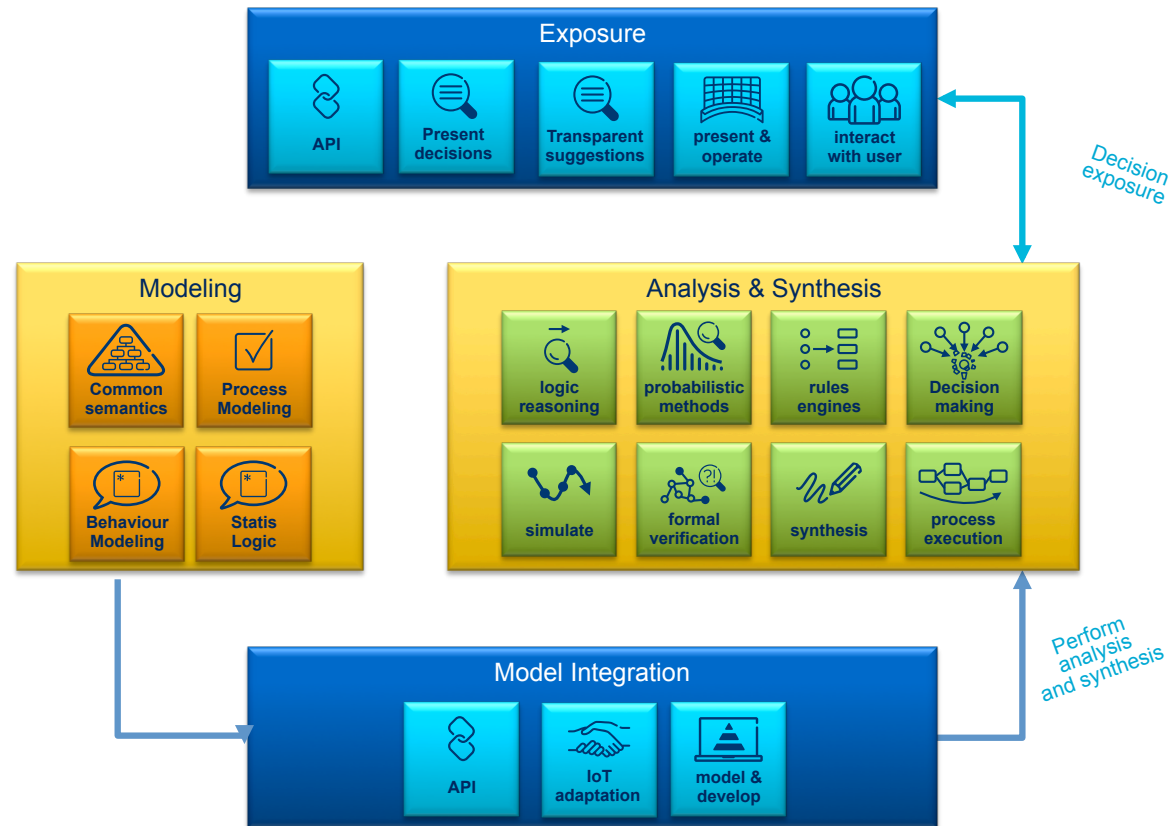 Exposure
API
Present
decisions
Transparent
suggestions
present &
operate
interact
with user
Decision
exposure
Modeling
Common
semantics
Process
Modeling
*
Behaviour
Modeling
*
Statis
Logic
Analysis & Synthesis
logic
reasoning
probabilistic
methods
rules
engines
Decision
making
simulate
?!
formal
verification
synthesis
process
execution
Perform
analysis
and synthesis
Model Integration
API
IoT
adaptation
model &
develop